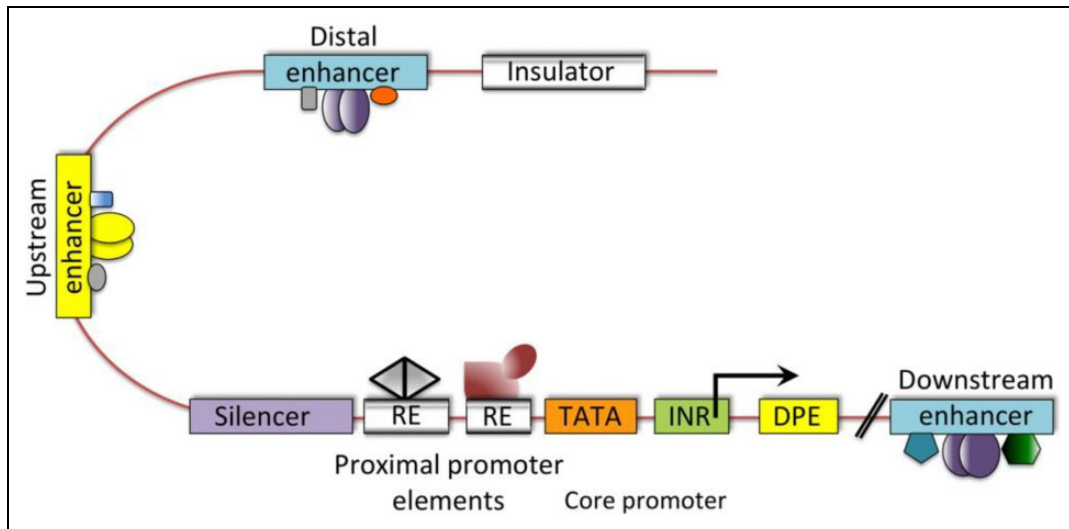 Distal
enhancer
Insulator
Upstream
enhancer
Silencer
RE
RE
TATA
INR
DPE
Downstream
enhancer
Proximal promoter
elements
Core promoter